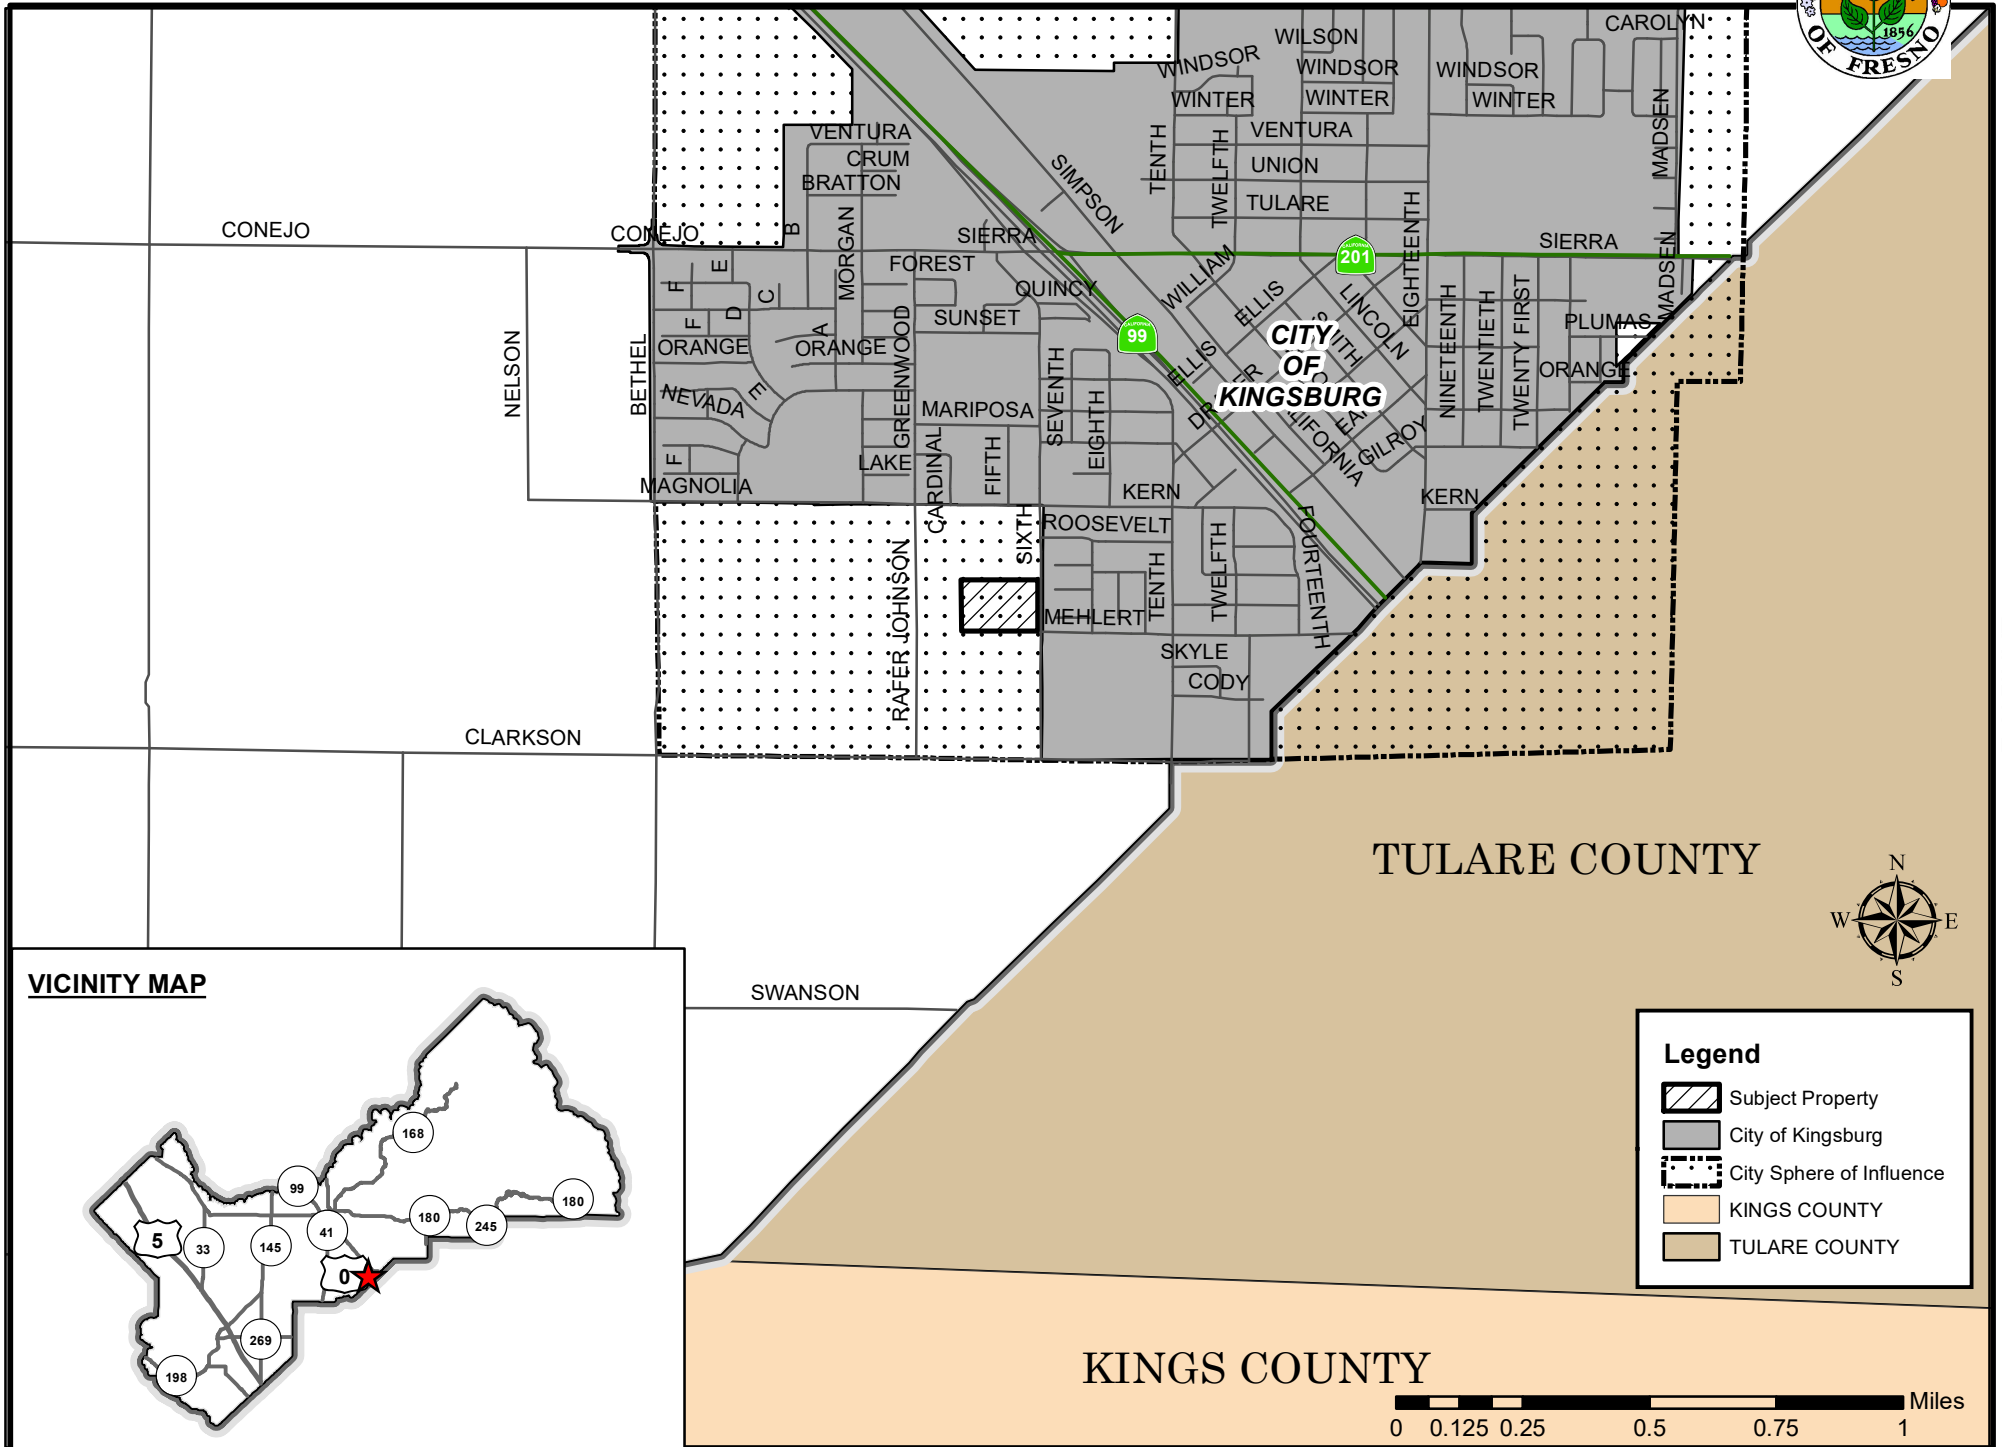 OF FRESNO
1856
CAROLYN
WILSON
WINDSOR
WINDSOR
WINDSOR
WINTER
WINTER
WINTER
MADSEN
VENTURA
VENTURA
CRUM
BRATTON
UNION
TULARE
TENTH
TWELFTH
SIMPSON
EIGHTEENTH
CONEJO
CONEJO
B
MORGAN
SIERRA
SIERRA
CALIFORNIA
201
MADSEN
FOREST
WILLIAM
E
F
C
D
F
A
QUINCY
ELLIS
LINCOLN
SUNSET
CALIFORNIA
99
PLUMAS
NELSON
BETHEL
ORANGE
ORANGE
GREENWOOD
CITY
OF
KINGSBURG
ELLIS
NINETEENTH
TWENTIETH
TWENTY FIRST
ORANGE
NEVADA
E
MARIPOSA
SEVENTH
EIGHTH
CARDINAL
FIFTH
GILROY
F
LAKE
MAGNOLIA
KERN
KERN
SIXTH
ROOSEVELT
FOURTEENTH
RAFER JOHNSON
MEHLERT
TENTH
TWELFTH
SKYLE
CODY
CLARKSON
TULARE COUNTY
N
W
E
S
VICINITY MAP
SWANSON
168
99
180
180
245
41
5
33
145
0
269
198
Legend
Subject Property
City of Kingsburg
City Sphere of Influence
KINGS COUNTY
TULARE COUNTY
KINGS COUNTY
Miles
0 0.125 0.25 0.5 0.75 1